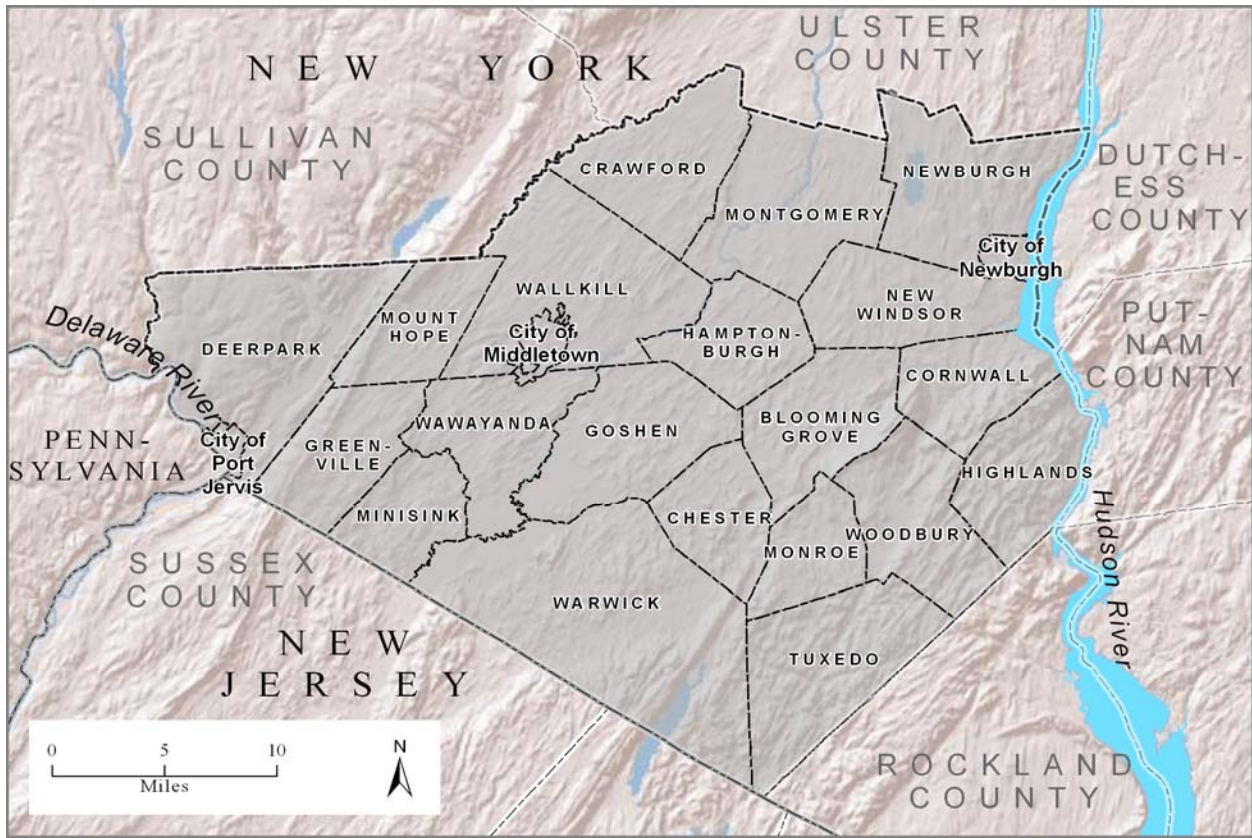 ULSTER
COUNTY
NEW YORK
SULLIVAN
COUNTY
DUTCH-
ESS
COUNTY
CRAWFORD
NEWBURGH
MONTGOMERY
City of
Newburgh
WALLKILL
NEW
WINDSOR
MOUNT
HOPE
City of
Middletown
HAMPTON-
BURGH
PUT-
NAM
COUNTY
Delaware River
DEERPARK
CORNWALL
WAWAYANDA
GOSHEN
BLOOMING
GROVE
PENN-
SYLVANIA
City of
Port
Jervis
GREEN-
VILLE
HIGHLANDS
MINISINK
CHESTER
MONROE
WOODBURY
Hudson River
SUSSEX
COUNTY
WARWICK
NEW
JERSEY
TUXEDO
ROCKLAND
COUNTY
0 5 10
Miles
N